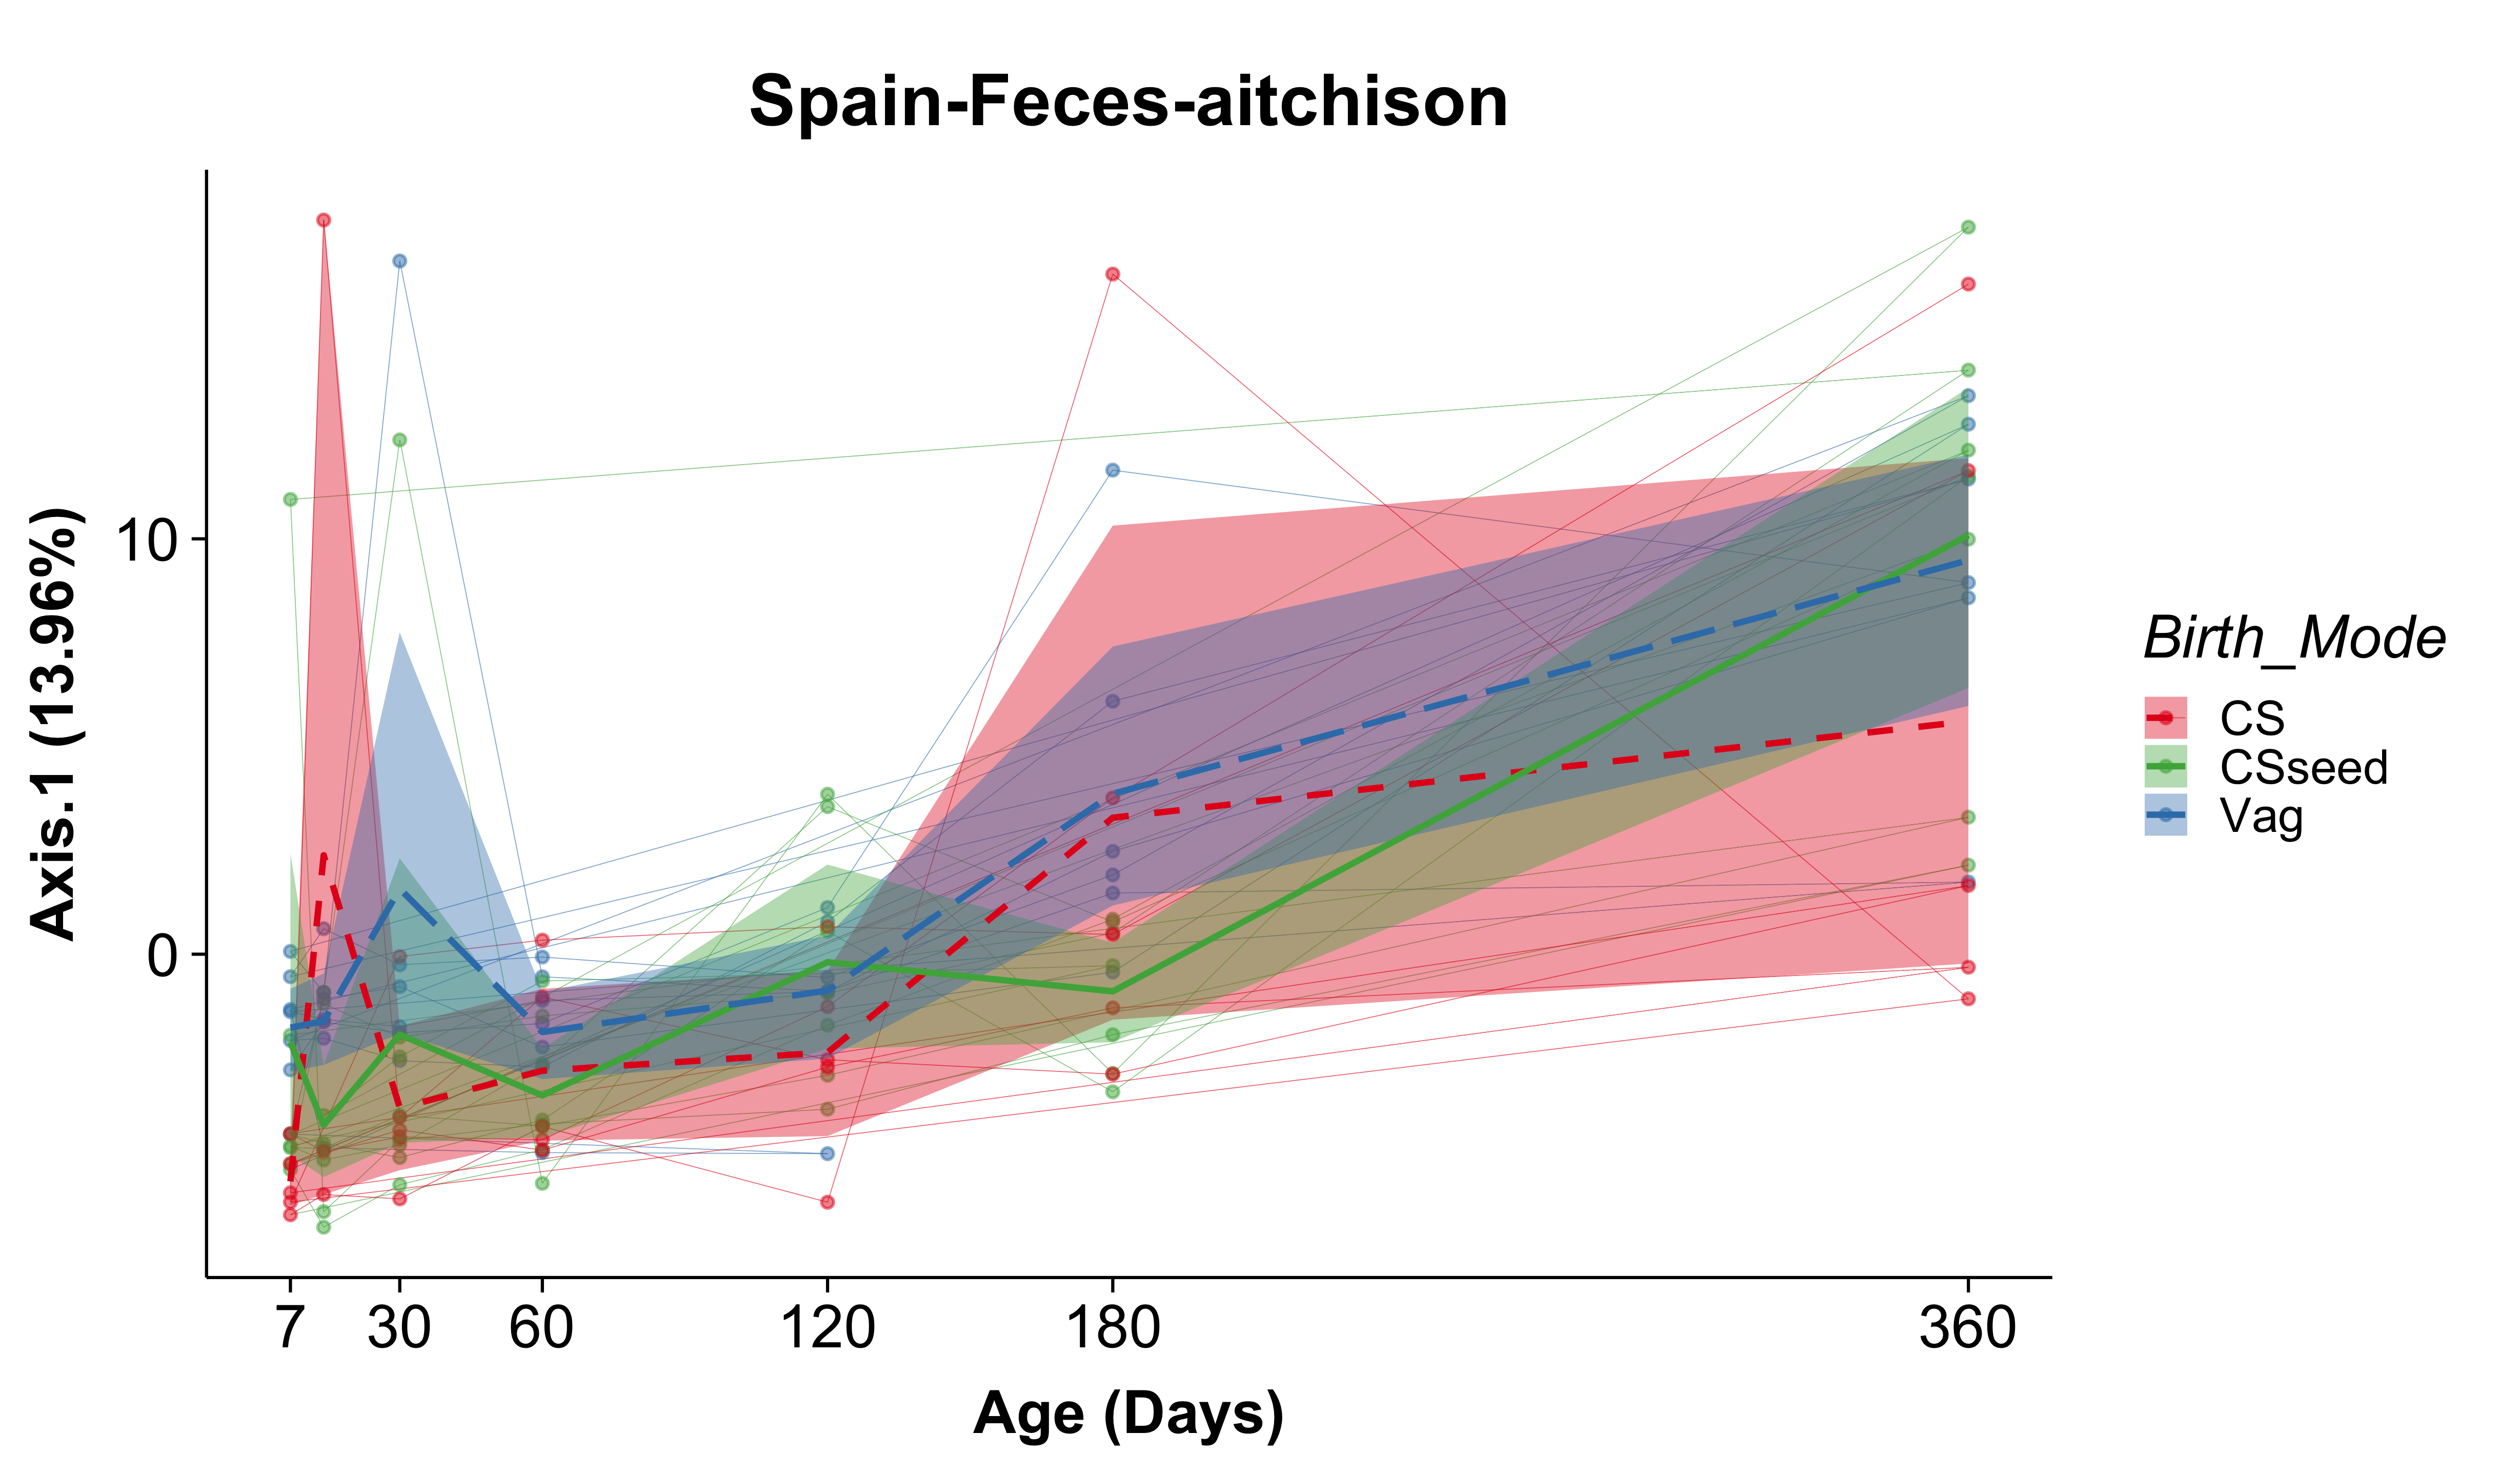 Spain-Feces-aitchison
Axis.1 (13.96%)
10
0
7 30 60 120 180 360
Age (Days)
Birth_Mode
CS
CSseed
Vag